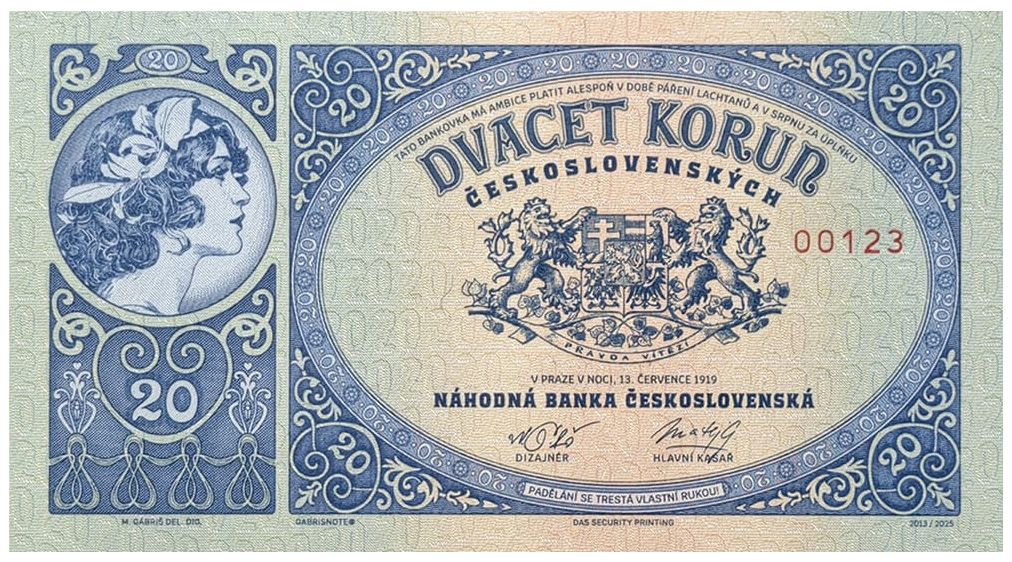 20
TATO BANKOVKA MÁ AMBICE PLATIT ALESPOŇ V DOBĚ PÁŘENÍ LACHTANŮ A V SRPNU ZA ÚPLŇKU
DVACET KORUN
ČESKOSLOVENSKÝCH
00123
PRAVDA VÍTĚZÍ
V PRAZE V NOCI, 13. ČERVENCE 1919
NÁHODNÁ BANKA ČESKOSLOVENSKÁ
20
DIZAJNÉR
HLAVNÍ KASAŘ
20
20
20
20
PADĚLÁNÍ SE TRESTÁ VLASTNÍ RUKOU!
M. GÁBRIŠ DEL. DIG.
GABRISNOTE®
DAS SECURITY PRINTING
2013 / 2025